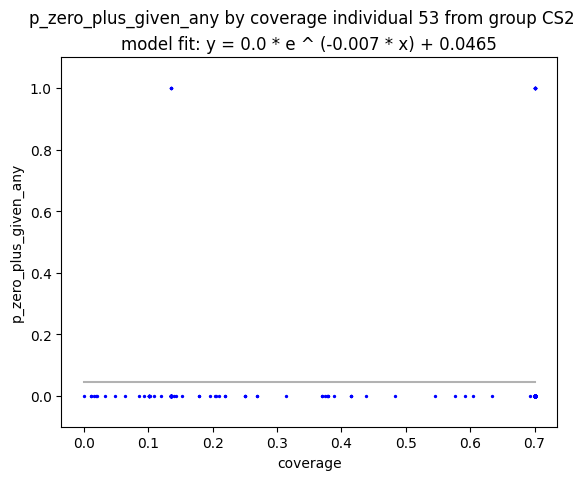 p_zero_plus_given_any by coverage individual 53 from group CS2
model fit: y = 0.0 * e ^ (-0.007 * x) + 0.0465
1.0
0.8
0.6
0.4
0.2
0.0
p_zero_plus_given_any
0.0 0.1 0.2 0.3 0.4 0.5 0.6 0.7
coverage